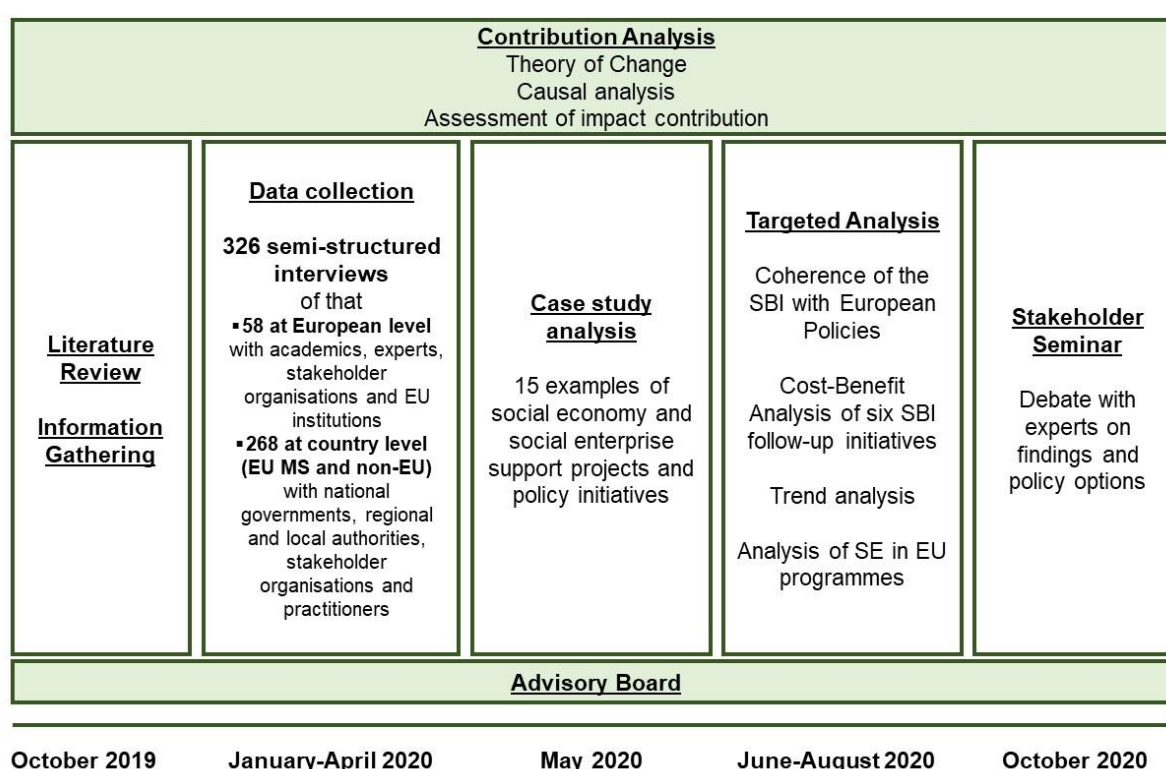 Contribution Analysis
Theory of Change
Causal analysis
Assessment of impact contribution
Literature
Review
Information
Gathering
Data collection
326 semi-structured
interviews
of that
▪58 at European level
with academics, experts,
stakeholder
organisations and EU
institutions
▪268 at country level
(EU MS and non-EU)
with national
governments, regional
and local authorities,
stakeholder
organisations and
practitioners
Case study
analysis
15 examples of
social economy and
social enterprise
support projects and
policy initiatives
Targeted Analysis
Coherence of the
SBI with European
Policies
Cost-Benefit
Analysis of six SBI
follow-up initiatives
Trend analysis
Analysis of SE in EU
programmes
Stakeholder
Seminar
Debate with
experts on
findings and
policy options
Advisory Board
October 2019
January-April 2020
May 2020
June-August 2020
October 2020